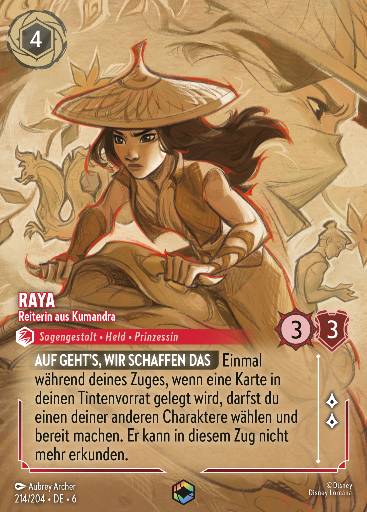 4
RAYA
Reiterin aus Kumandra
Sagengestalt • Held • Prinzessin
3 3
AUF GEHT'S, WIR SCHAFFEN DAS Einmal
während deines Zuges, wenn eine Karte in
deinen Tintenvorrat gelegt wird, darfst du
einen deiner anderen Charaktere wählen und
bereit machen. Er kann in diesem Zug nicht
mehr erkunden.
Aubrey Archer
214/204 • DE • 6
©Disney
Disney Lorcana